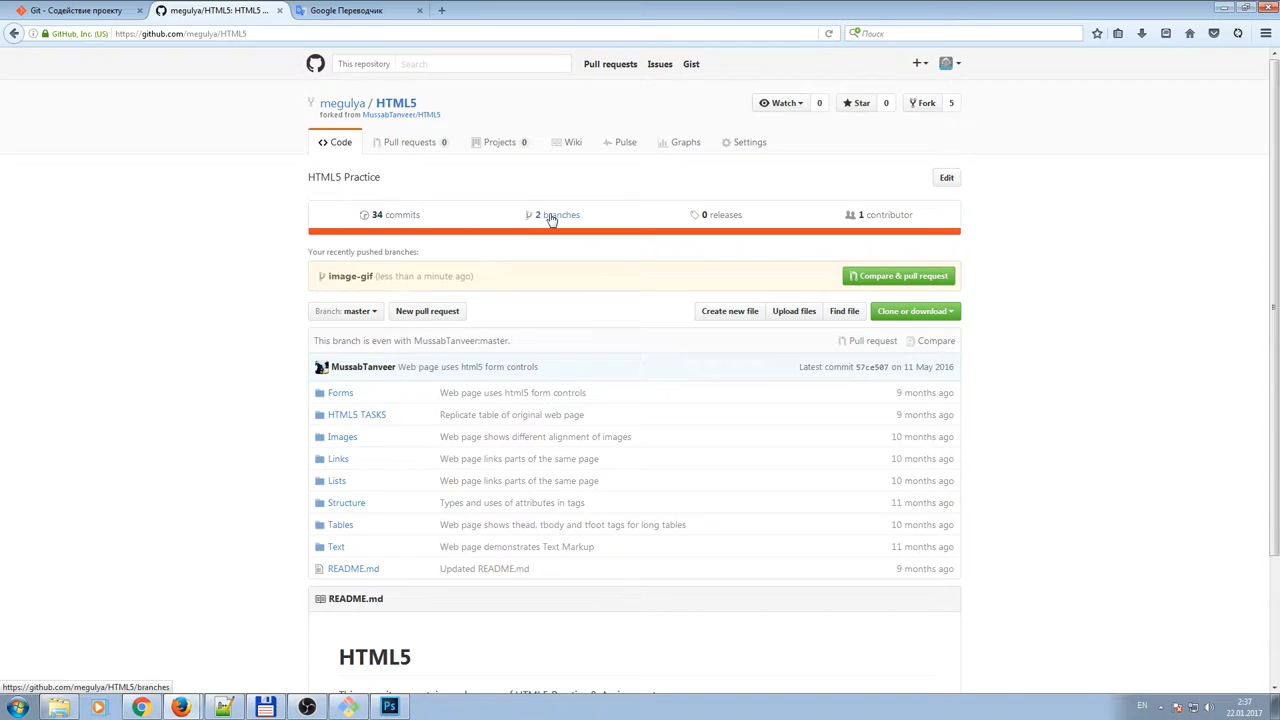 Git - Содействие проекту
megulya/HTML5: HTML5 ...
Google Переводчик
GitHub, Inc. (US)
https://github.com/megulya/HTML5
Поиск
This repository
Search
Pull requests
Issues
Gist
megulya / HTML5
forked from MussabTanveer/HTML5
Watch 0
Star 0
Fork 5
Code
Pull requests 0
Projects 0
Wiki
Pulse
Graphs
Settings
HTML5 Practice
Edit
34 commits
2 branches
0 releases
1 contributor
Your recently pushed branches:
image-gif (less than a minute ago)
Compare & pull request
Branch: master
New pull request
Create new file
Upload files
Find file
Clone or download
This branch is even with MussabTanveer:master.
Pull request
Compare
MussabTanveer Web page uses html5 form controls
Latest commit 57ce507 on 11 May 2016
Forms Web page uses html5 form controls 9 months ago
HTML5 TASKS Replicate table of original web page 9 months ago
Images Web page shows different alignment of images 10 months ago
Links Web page links parts of the same page 10 months ago
Lists Web page links parts of the same page 10 months ago
Structure Types and uses of attributes in tags 11 months ago
Tables Web page shows thead, tbody and tfoot tags for long tables 10 months ago
Text Web page demonstrates Text Markup 11 months ago
README.md Updated README.md 9 months ago
README.md
HTML5
https://github.com/megulya/HTML5/branches
Ps
EN
2:37
22.01.2017